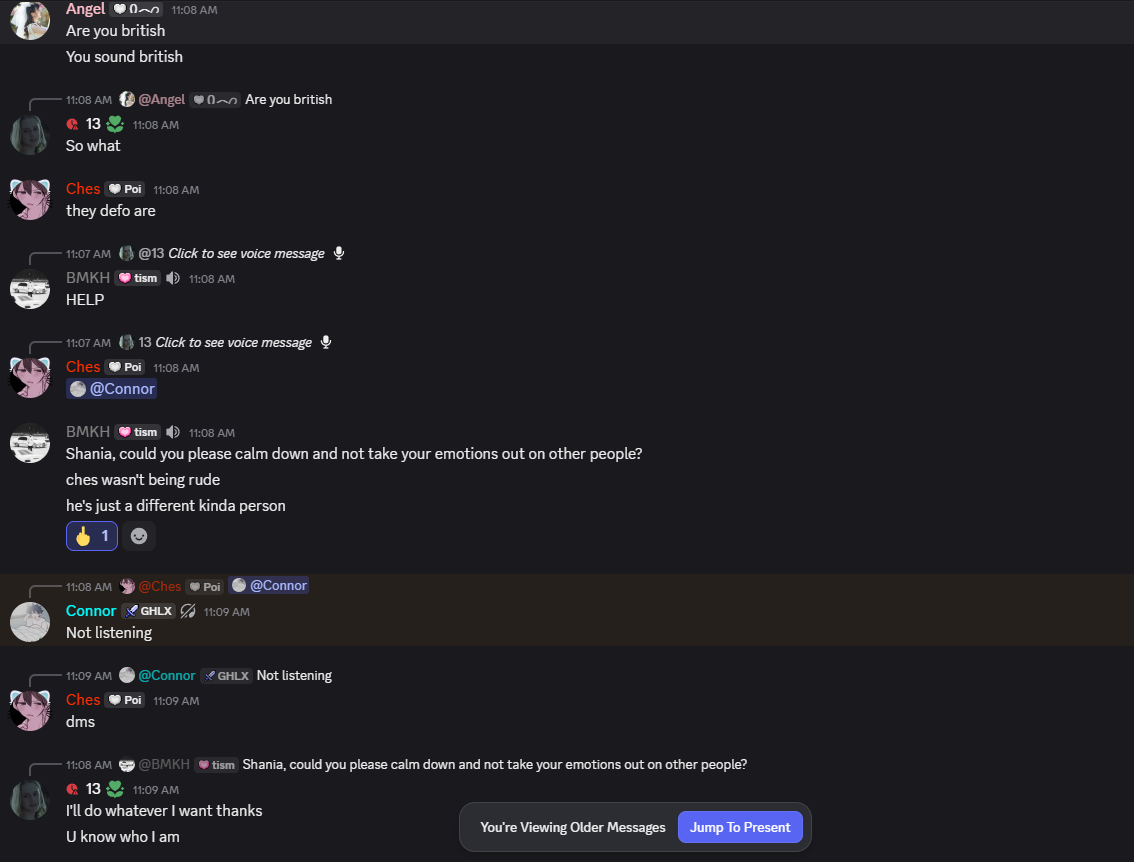 Angel 11:08 AM
Are you british
You sound british
11:08 AM @Angel Are you british
13 11:08 AM
So what
Ches Poi 11:08 AM
they defo are
11:07 AM @13 Click to see voice message
BMKH tism 11:08 AM
HELP
11:07 AM 13 Click to see voice message
Ches Poi 11:08 AM
@Connor
BMKH tism 11:08 AM
Shania, could you please calm down and not take your emotions out on other people?
ches wasn't being rude
he's just a different kinda person
1
11:08 AM @Ches Poi @Connor
Connor GHLX 11:09 AM
Not listening
11:09 AM @Connor GHLX Not listening
Ches Poi 11:09 AM
dms
11:08 AM @BMKH tism Shania, could you please calm down and not take your emotions out on other people?
13 11:09 AM
I'll do whatever I want thanks
U know who I am
You're Viewing Older Messages Jump To Present